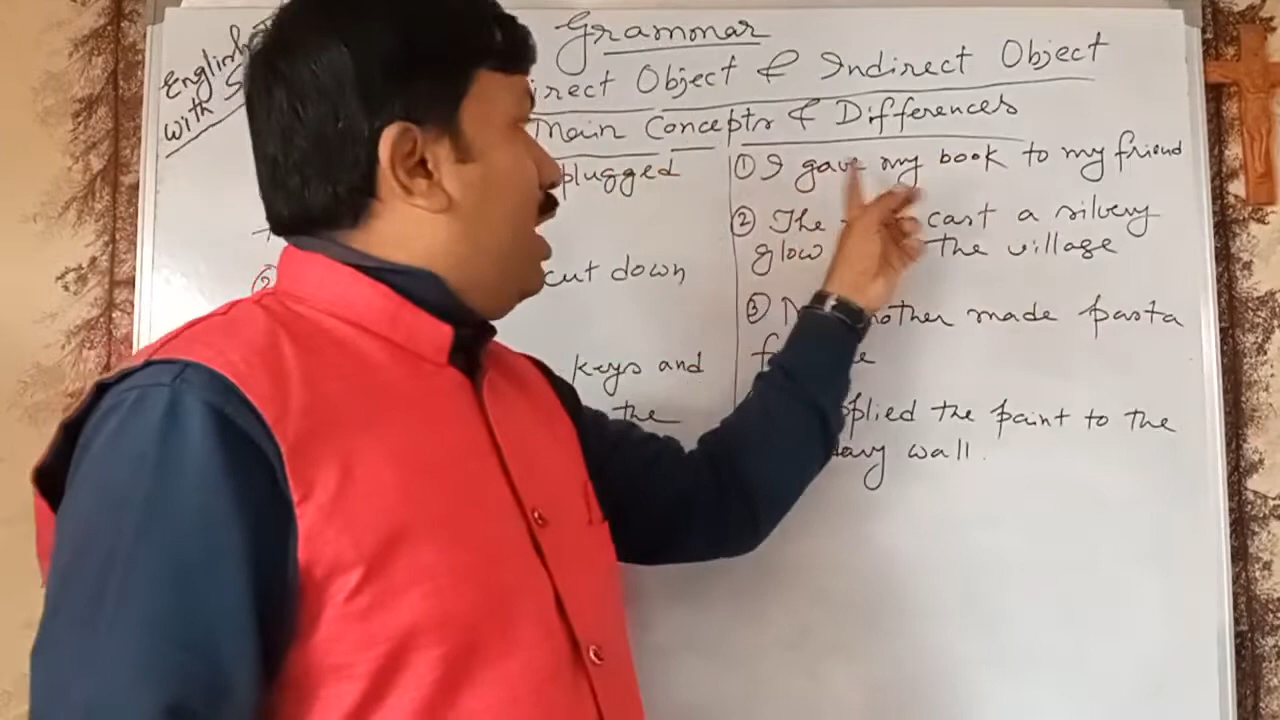 Grammar
English
with
irect Object & Indirect Object
Main Concepts & Differences
plugged
② cut down
keys and
the
① I gave my book to my friend
② The cast a silvery
glow the village
③ mother made pasta
plied the paint to the
wall.